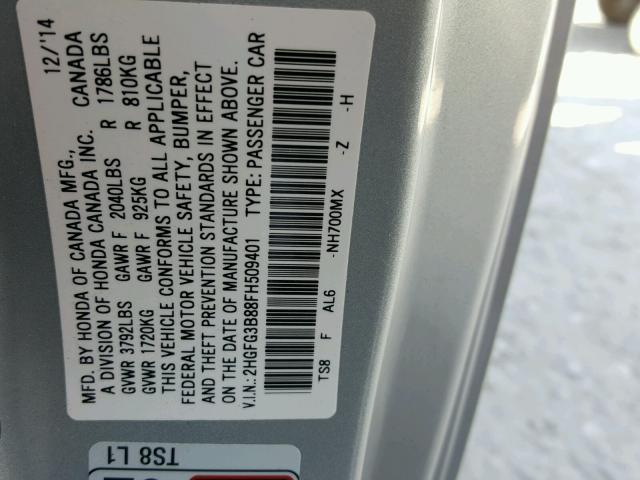 MFD. BY HONDA OF CANADA MFG., 12/'14
A DIVISION OF HONDA CANADA INC. CANADA
GVWR 3792LBS GAWR F 2040LBS R 1786LBS
GVWR 1720KG GAWR F 925KG R 810KG
THIS VEHICLE CONFORMS TO ALL APPLICABLE
FEDERAL MOTOR VEHICLE SAFETY, BUMPER,
AND THEFT PREVENTION STANDARDS IN EFFECT
ON THE DATE OF MANUFACTURE SHOWN ABOVE.
V.I.N.: 2HGFG3B88FH509401 TYPE: PASSENGER CAR
TS8 F AL6 -NH700MX -Z -H
TS8 L1